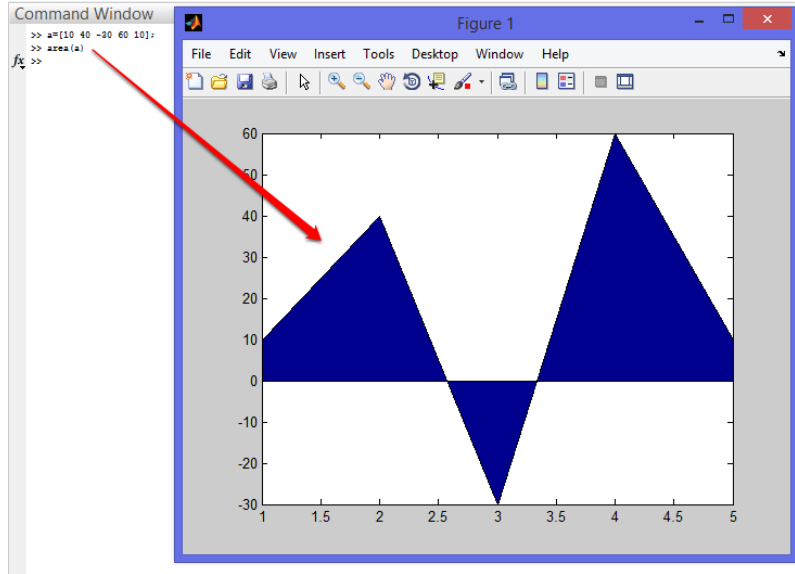 Command Window
>> a=[10 40 -30 60 10];
>> area(a)
fx >>
Figure 1
File Edit View Insert Tools Desktop Window Help
60
50
40
30
20
10
0
-10
-20
-30
1 1.5 2 2.5 3 3.5 4 4.5 5